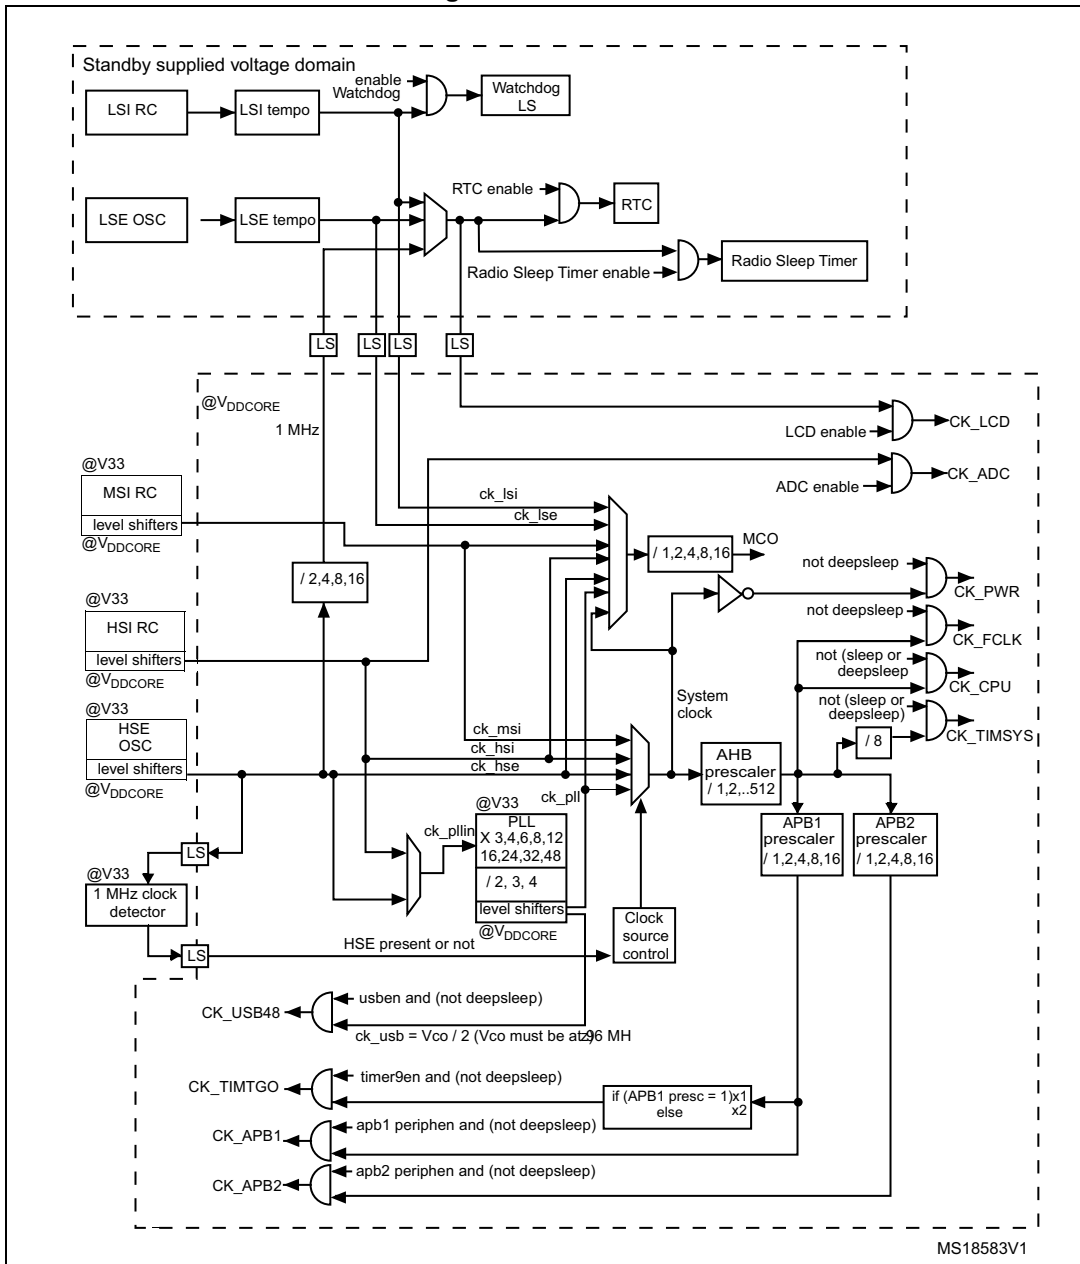 Standby supplied voltage domain
enable
Watchdog
Watchdog
LS
LSI RC
LSI tempo
RTC enable
RTC
LSE OSC
LSE tempo
Radio Sleep Timer enable
Radio Sleep Timer
LS
LS
LS
LS
@VDDCORE
1 MHz
LCD enable
CK_LCD
@V33
MSI RC
level shifters
@VDDCORE
ADC enable
CK_ADC
ck_lsi
ck_lse
/ 1,2,4,8,16
MCO
/ 2,4,8,16
not deepsleep
CK_PWR
@V33
HSI RC
level shifters
@VDDCORE
not deepsleep
CK_FCLK
not (sleep or
deepsleep
CK_CPU
System
clock
not (sleep or
deepsleep)
CK_TIMSYS
/ 8
@V33
HSE
OSC
level shifters
@VDDCORE
ck_msi
ck_hsi
ck_hse
ck_pll
AHB
prescaler
/ 1,2,..512
@V33
PLL
X 3,4,6,8,12
16,24,32,48
/ 2, 3, 4
level shifters
@VDDCORE
ck_pllin
APB1
prescaler
/ 1,2,4,8,16
APB2
prescaler
/ 1,2,4,8,16
LS
@V33
1 MHz clock
detector
LS
HSE present or not
Clock
source
control
CK_USB48
usben and (not deepsleep)
ck_usb = Vco / 2 (Vco must be at 96 MHz)
CK_TIMTGO
timer9en and (not deepsleep)
if (APB1 presc = 1)x1
else x2
CK_APB1
apb1 periphen and (not deepsleep)
CK_APB2
apb2 periphen and (not deepsleep)
MS18583V1